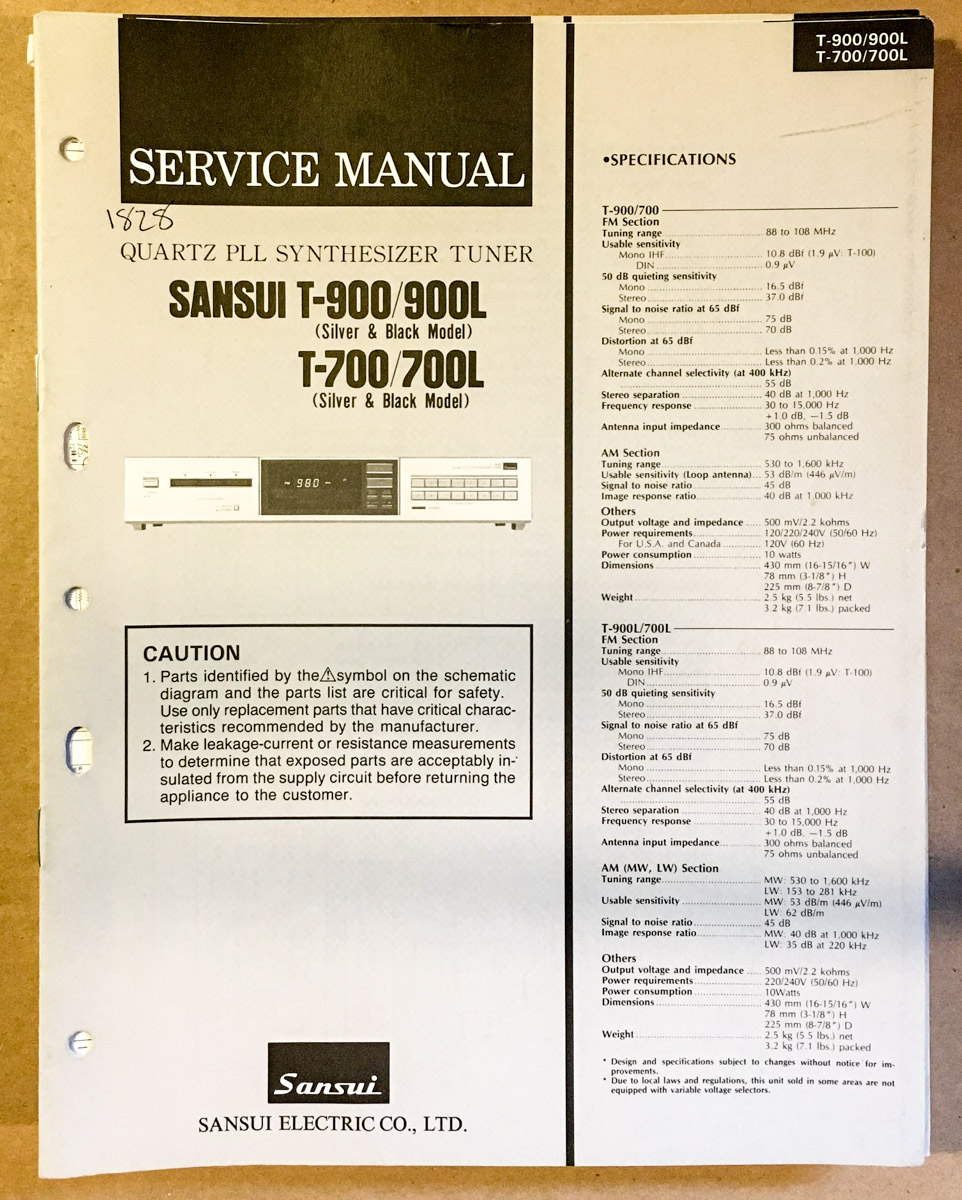 T-900/900L
T-700/700L
SERVICE MANUAL
1828
QUARTZ PLL SYNTHESIZER TUNER
SANSUI T-900/900L
(Silver & Black Model)
T-700/700L
(Silver & Black Model)
980
CAUTION
1. Parts identified by the⚠symbol on the schematic
diagram and the parts list are critical for safety.
Use only replacement parts that have critical charac-
teristics recommended by the manufacturer.
2. Make leakage-current or resistance measurements
to determine that exposed parts are acceptably in-
sulated from the supply circuit before returning the
appliance to the customer.
Sansui
SANSUI ELECTRIC CO., LTD.
•SPECIFICATIONS
T-900/700
FM Section
Tuning range 88 to 108 MHz
Usable sensitivity
Mono IHF 10.8 dBf (1.9 µV: T-100)
DIN 0.9 µV
50 dB quieting sensitivity
Mono 16.5 dBf
Stereo 37.0 dBf
Signal to noise ratio at 65 dBf
Mono 75 dB
Stereo 70 dB
Distortion at 65 dBf
Mono Less than 0.15% at 1,000 Hz
Stereo Less than 0.2% at 1,000 Hz
Alternate channel selectivity (at 400 kHz)
55 dB
Stereo separation 40 dB at 1,000 Hz
Frequency response 30 to 15,000 Hz
+1.0 dB, −1.5 dB
Antenna input impedance 300 ohms balanced
75 ohms unbalanced
AM Section
Tuning range 530 to 1,600 kHz
Usable sensitivity (Loop antenna) 53 dB/m (446 µV/m)
Signal to noise ratio 45 dB
Image response ratio 40 dB at 1,000 kHz
Others
Output voltage and impedance 500 mV/2.2 kohms
Power requirements 120/220/240V (50/60 Hz)
For U.S.A. and Canada 120V (60 Hz)
Power consumption 10 watts
Dimensions 430 mm (16-15/16") W
78 mm (3-1/8") H
225 mm (8-7/8") D
Weight 2.5 kg (5.5 lbs.) net
3.2 kg (7.1 lbs.) packed
T-900L/700L
FM Section
Tuning range 88 to 108 MHz
Usable sensitivity
Mono IHF 10.8 dBf (1.9 µV: T-100)
DIN 0.9 µV
50 dB quieting sensitivity
Mono 16.5 dBf
Stereo 37.0 dBf
Signal to noise ratio at 65 dBf
Mono 75 dB
Stereo 70 dB
Distortion at 65 dBf
Mono Less than 0.15% at 1,000 Hz
Stereo Less than 0.2% at 1,000 Hz
Alternate channel selectivity (at 400 kHz)
55 dB
Stereo separation 40 dB at 1,000 Hz
Frequency response 30 to 15,000 Hz
+1.0 dB, −1.5 dB
Antenna input impedance 300 ohms balanced
75 ohms unbalanced
AM (MW, LW) Section
Tuning range MW: 530 to 1,600 kHz
LW: 153 to 281 kHz
Usable sensitivity MW: 53 dB/m (446 µV/m)
LW: 62 dB/m
Signal to noise ratio 45 dB
Image response ratio MW: 40 dB at 1,000 kHz
LW: 35 dB at 220 kHz
Others
Output voltage and impedance 500 mV/2.2 kohms
Power requirements 220/240V (50/60 Hz)
Power consumption 10Watts
Dimensions 430 mm (16-15/16") W
78 mm (3-1/8") H
225 mm (8-7/8") D
Weight 2.5 kg (5.5 lbs.) net
3.2 kg (7.1 lbs.) packed
* Design and specifications subject to changes without notice for im-
provements.
* Due to local laws and regulations, this unit sold in some areas are not
equipped with variable voltage selectors.